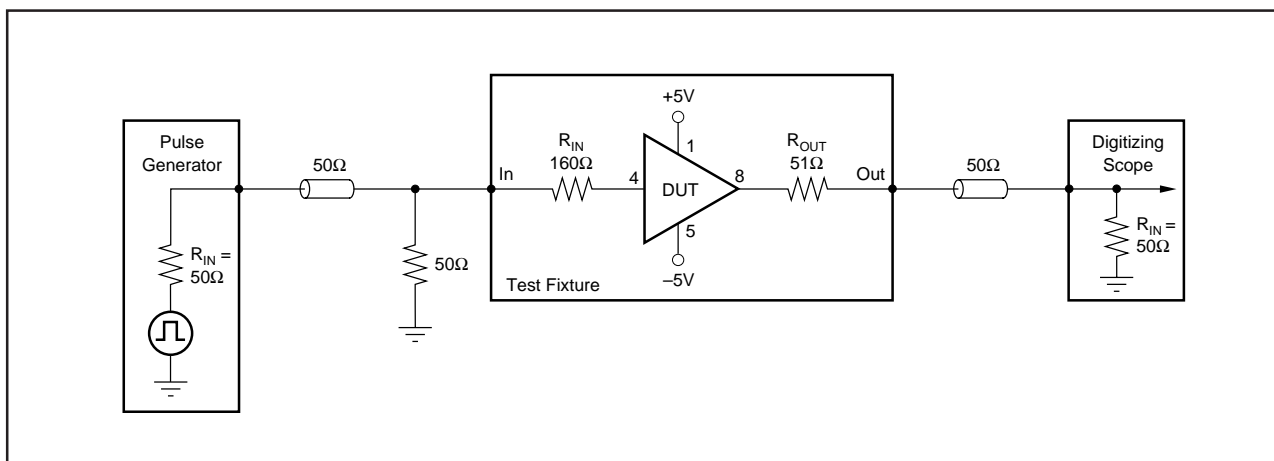 Pulse
Generator
R_IN =
50Ω
50Ω
50Ω
In
R_IN
160Ω
4
+5V
1
DUT
5
–5V
8
R_OUT
51Ω
Out
Test Fixture
50Ω
Digitizing
Scope
R_IN =
50Ω